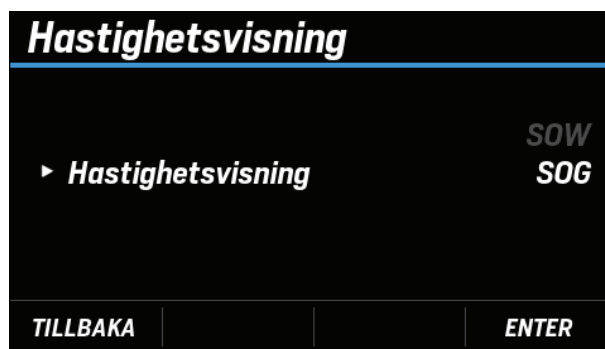 Hastighetsvisning
SOW
▸ Hastighetsvisning SOG
TILLBAKA ENTER